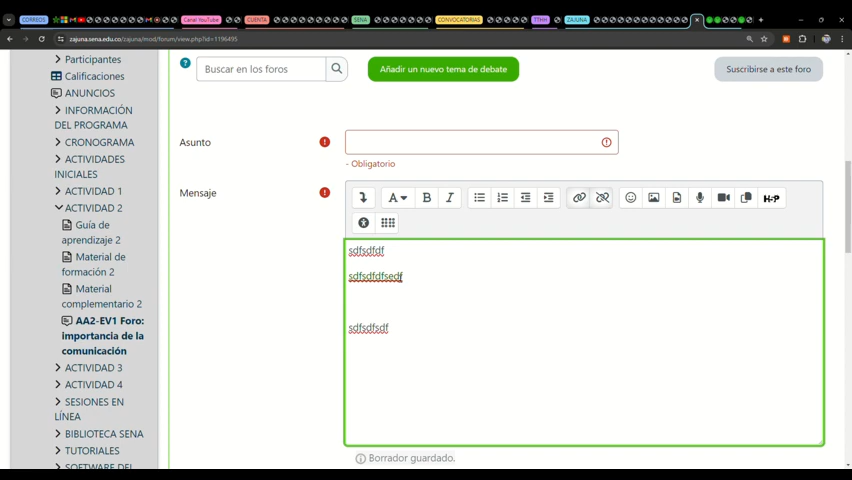 CORREOS
Canal YouTube
CUENTA
SENA
CONVOCATORIAS
TTHH
ZAJUNA
zajuna.sena.edu.co/zajuna/mod/forum/view.php?id=1196495
Participantes
Calificaciones
ANUNCIOS
INFORMACIÓN
DEL PROGRAMA
CRONOGRAMA
ACTIVIDADES
INICIALES
ACTIVIDAD 1
ACTIVIDAD 2
Guía de
aprendizaje 2
Material de
formación 2
Material
complementario 2
AA2-EV1 Foro:
importancia de la
comunicación
ACTIVIDAD 3
ACTIVIDAD 4
SESIONES EN
LÍNEA
BIBLIOTECA SENA
TUTORIALES
SOFTWARE DEL
Buscar en los foros
Añadir un nuevo tema de debate
Suscribirse a este foro
Asunto
- Obligatorio
Mensaje
A B I
H-P
sdfsdfdf
sdfsdfdfsedf
sdfsdfsdf
Borrador guardado.